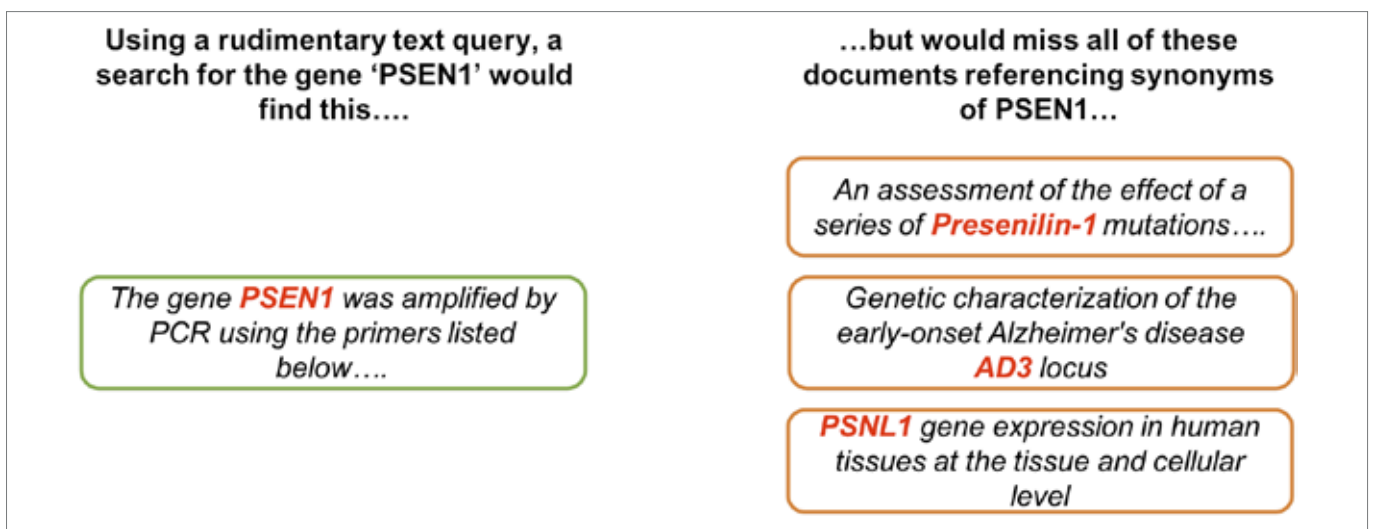 Using a rudimentary text query, a
search for the gene ‘PSEN1’ would
find this….
The gene PSEN1 was amplified by
PCR using the primers listed
below….
…but would miss all of these
documents referencing synonyms
of PSEN1…
An assessment of the effect of a
series of Presenilin-1 mutations….
Genetic characterization of the
early-onset Alzheimer's disease
AD3 locus
PSNL1 gene expression in human
tissues at the tissue and cellular
level